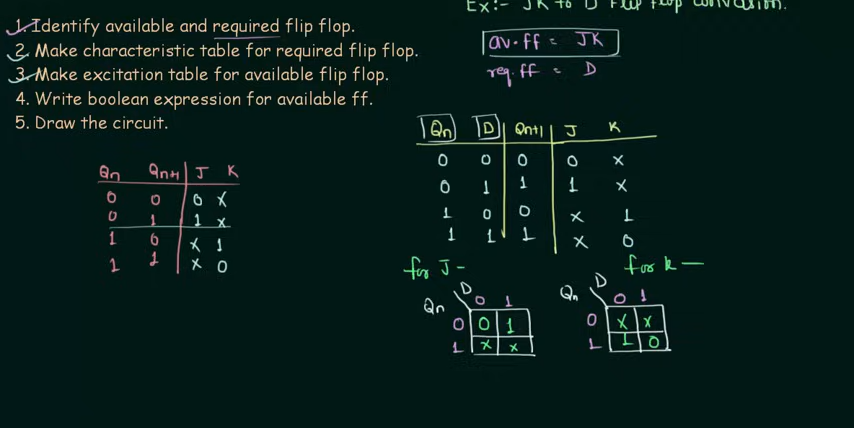 Ex:- JK to D flip flop conversion.
1. Identify available and required flip flop.
2. Make characteristic table for required flip flop.
3. Make excitation table for available flip flop.
4. Write boolean expression for available ff.
5. Draw the circuit.
av.ff = JK
req.ff = D
Qn D Qn+1 J K
0 0 0 0 x
0 1 1 1 x
1 0 0 x 1
1 1 1 x 0
Qn Qn+1 J K
0 0 0 x
0 1 1 x
1 0 x 1
1 1 x 0
for J -
D
Qn 0 1
0 0 1
1 x x
for K —
D
Qn 0 1
0 x x
1 1 0